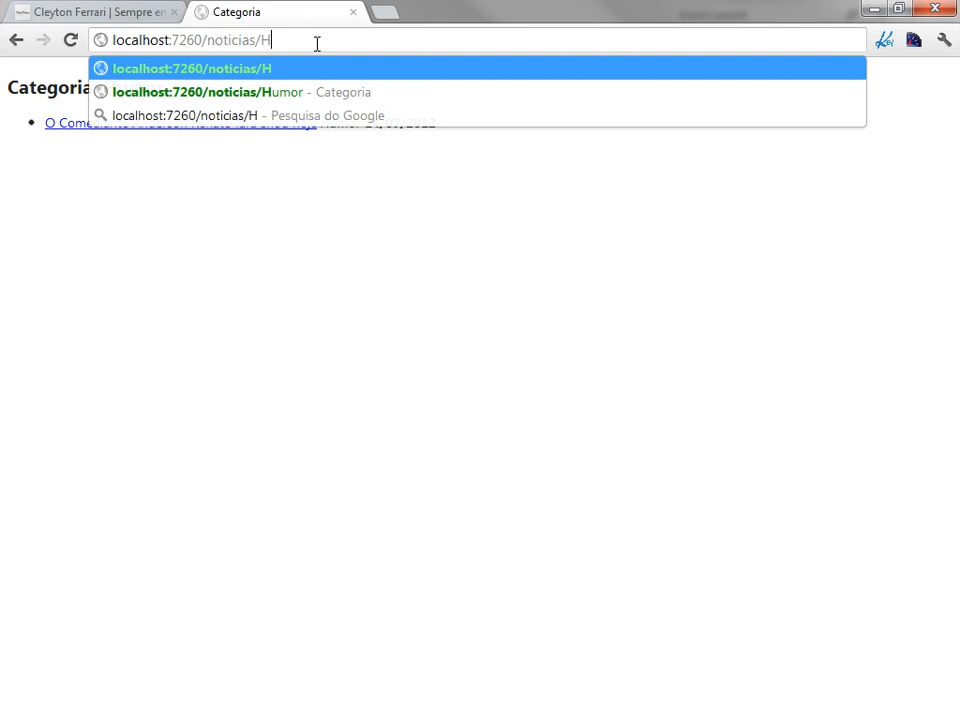 Cleyton Ferrari | Sempre en
Categoria
localhost:7260/noticias/H
localhost:7260/noticias/H
localhost:7260/noticias/Humor - Categoria
localhost:7260/noticias/H - Pesquisa do Google
Categoria
O Come